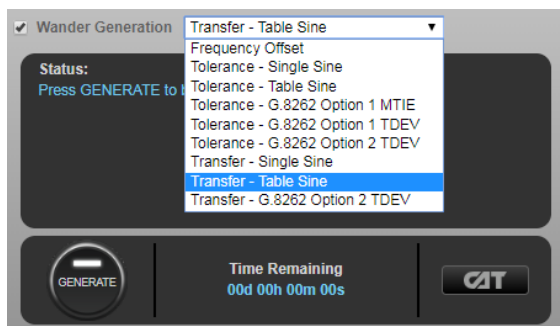 Wander Generation Transfer - Table Sine
Frequency Offset
Status:
Tolerance - Single Sine
Press GENERATE to
Tolerance - Table Sine
Tolerance - G.8262 Option 1 MTIE
Tolerance - G.8262 Option 1 TDEV
Tolerance - G.8262 Option 2 TDEV
Transfer - Single Sine
Transfer - Table Sine
Transfer - G.8262 Option 2 TDEV
GENERATE
Time Remaining
00d 00h 00m 00s
CAT